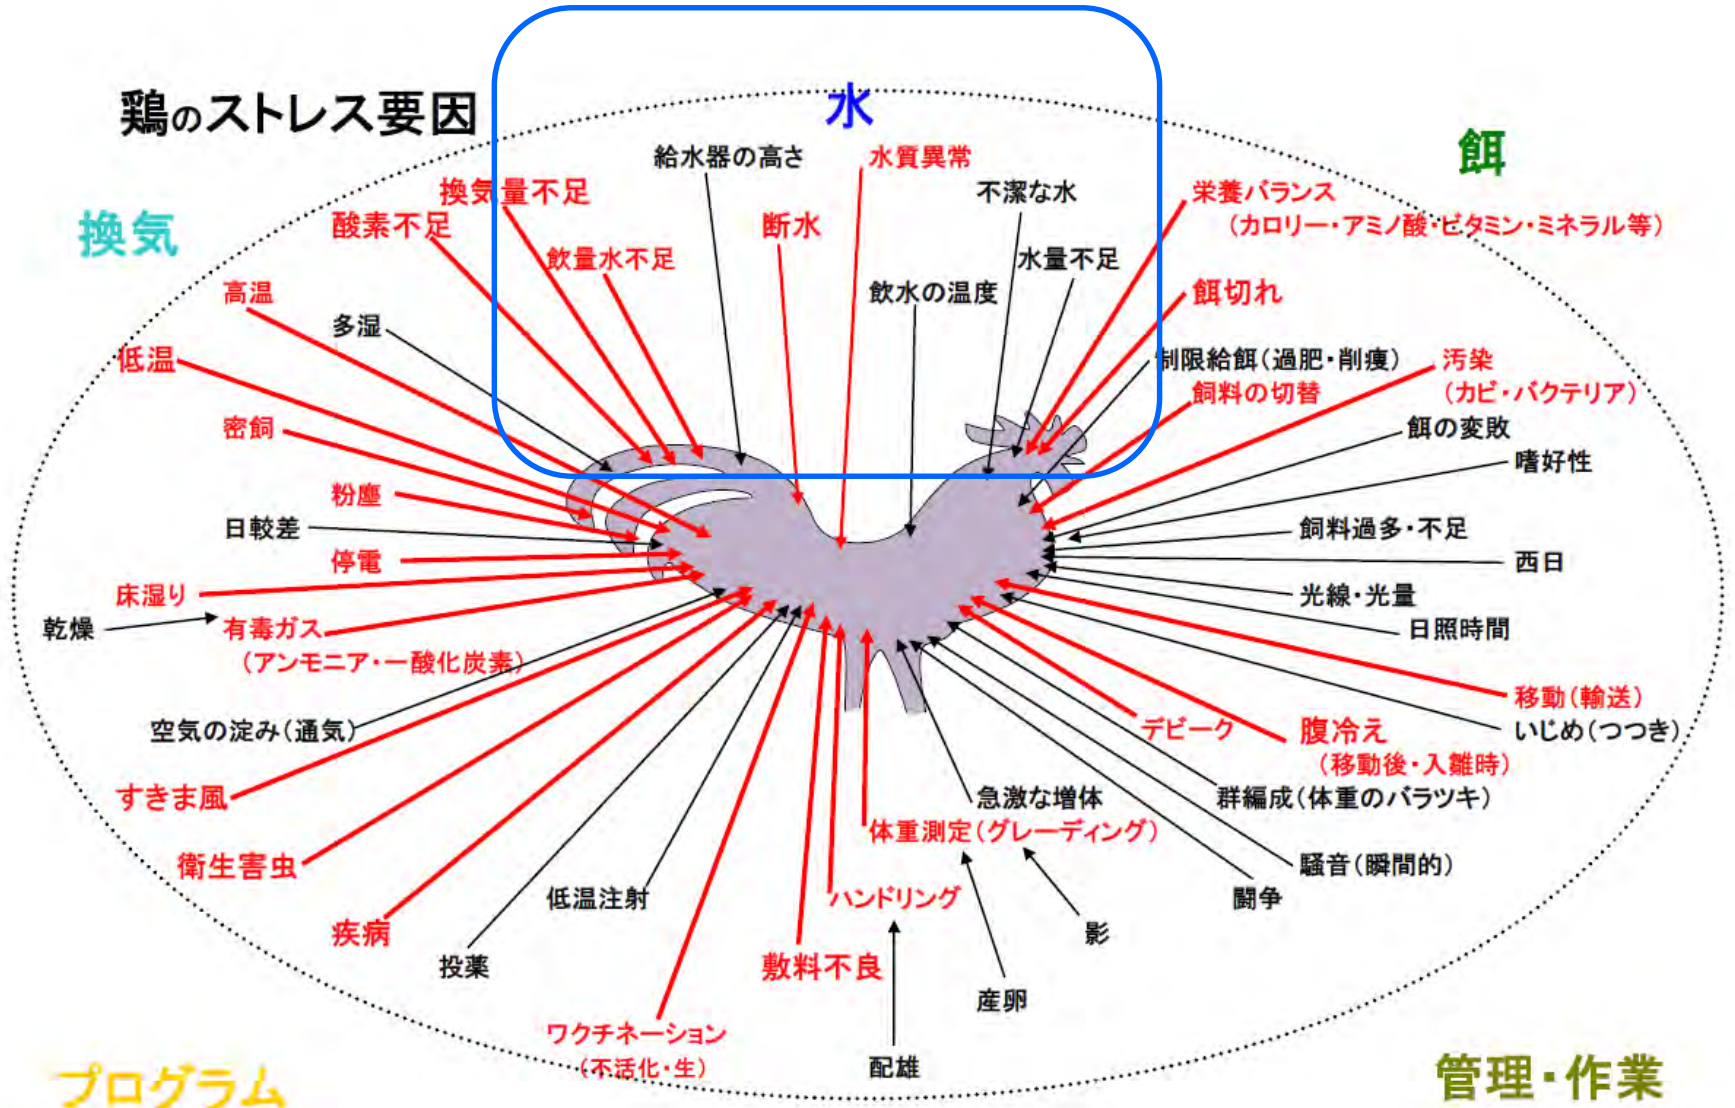 鶏のストレス要因
水
餌
換気
給水器の高さ
水質異常
換気量不足
不潔な水
栄養バランス
(カロリー・アミノ酸・ビタミン・ミネラル等)
酸素不足
断水
飲量水不足
水量不足
高温
飲水の温度
餌切れ
多湿
低温
制限給餌(過肥・削痩)
汚染
(カビ・バクテリア)
飼料の切替
密飼
餌の変敗
嗜好性
粉塵
日較差
飼料過多・不足
停電
西日
床湿り
光線・光量
乾燥
有毒ガス
(アンモニア・一酸化炭素)
日照時間
移動(輸送)
空気の淀み(通気)
デビーク
腹冷え
(移動後・入雛時)
いじめ(つつき)
すきま風
急激な増体
群編成(体重のバラツキ)
体重測定(グレーディング)
衛生害虫
騒音(瞬間的)
低温注射
ハンドリング
闘争
疾病
影
投薬
敷料不良
産卵
ワクチネーション
(不活化・生)
配雄
プログラム
管理・作業